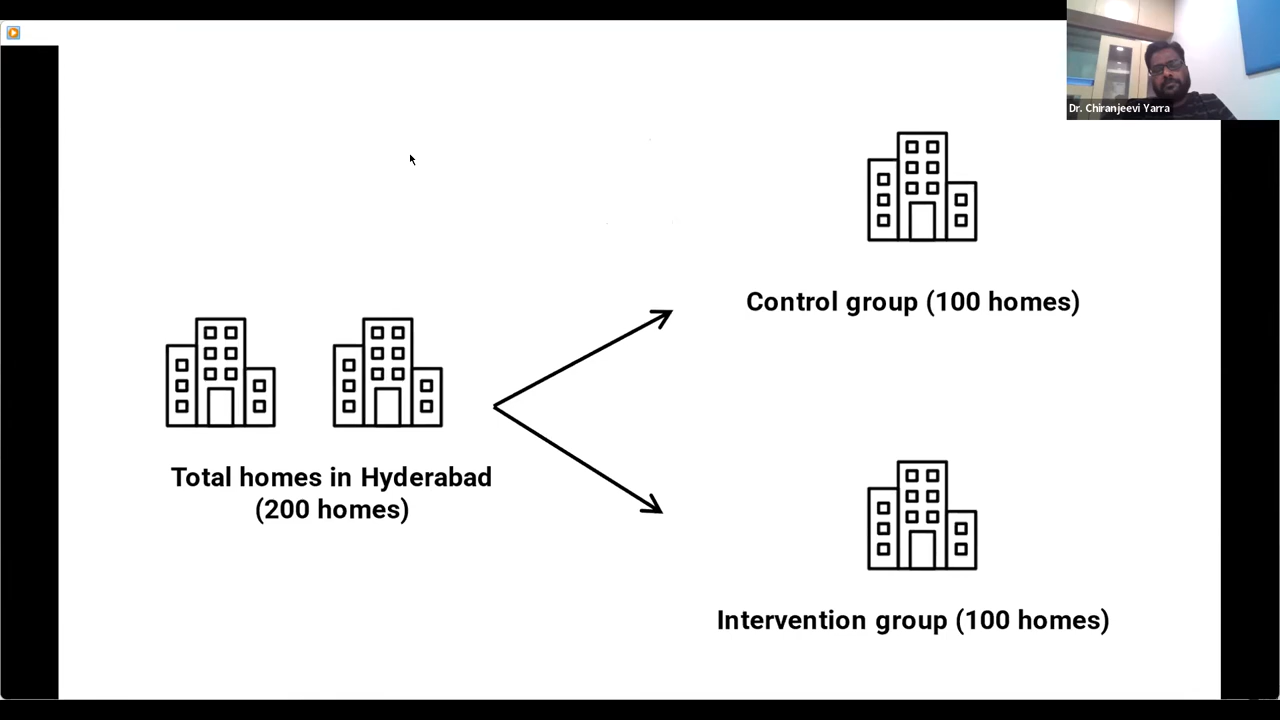 Dr. Chiranjeevi Yarra
Control group (100 homes)
Total homes in Hyderabad
(200 homes)
Intervention group (100 homes)